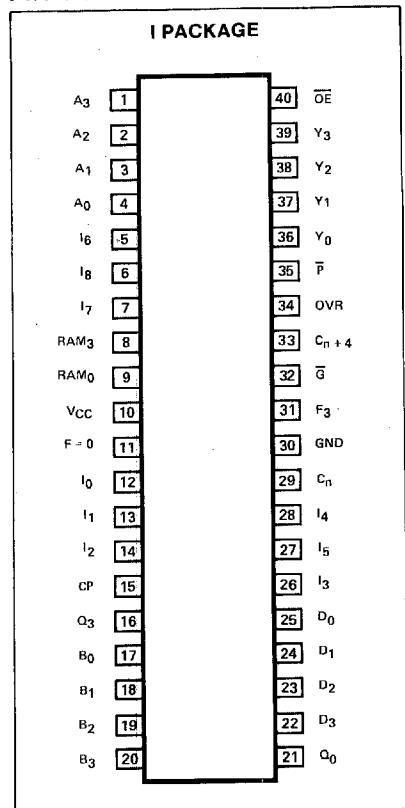 I PACKAGE
A3 1 40 O̅E̅
A2 2 39 Y3
A1 3 38 Y2
A0 4 37 Y1
I6 5 36 Y0
I8 6 35 P̅
I7 7 34 OVR
RAM3 8 33 Cn + 4
RAM0 9 32 G̅
VCC 10 31 F3
F = 0 11 30 GND
I0 12 29 Cn
I1 13 28 I4
I2 14 27 I5
CP 15 26 I3
Q3 16 25 D0
B0 17 24 D1
B1 18 23 D2
B2 19 22 D3
B3 20 21 Q0